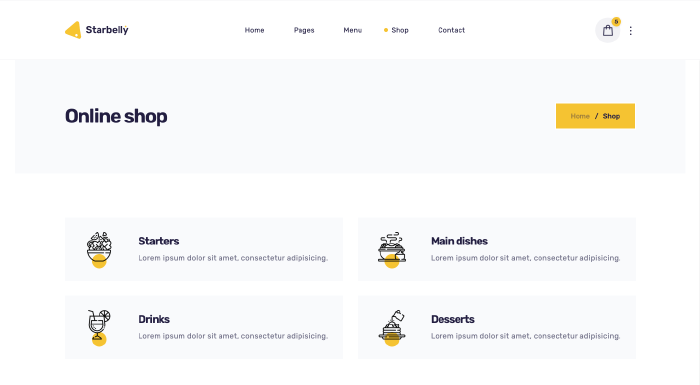 Starbelly
Home Pages Menu Shop Contact
Online shop
Home / Shop
Starters
Lorem ipsum dolor sit amet, consectetur adipisicing.
Main dishes
Lorem ipsum dolor sit amet, consectetur adipisicing.
Drinks
Lorem ipsum dolor sit amet, consectetur adipisicing.
Desserts
Lorem ipsum dolor sit amet, consectetur adipisicing.